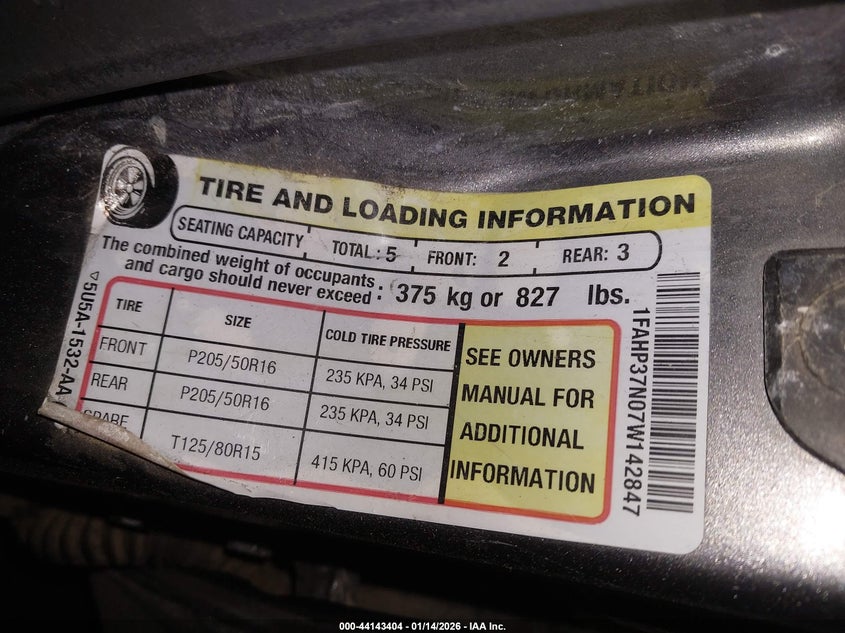 TIRE AND LOADING INFORMATION
SEATING CAPACITY TOTAL: 5 FRONT: 2 REAR: 3
The combined weight of occupants
and cargo should never exceed : 375 kg or 827 lbs.
TIRE SIZE COLD TIRE PRESSURE
FRONT P205/50R16 235 KPA, 34 PSI
REAR P205/50R16 235 KPA, 34 PSI
SPARE T125/80R15 415 KPA, 60 PSI
SEE OWNERS
MANUAL FOR
ADDITIONAL
INFORMATION
5U5A-1532-AA
1FAHP37N07W142847
000-44143404 - 01/14/2026 - IAA Inc.